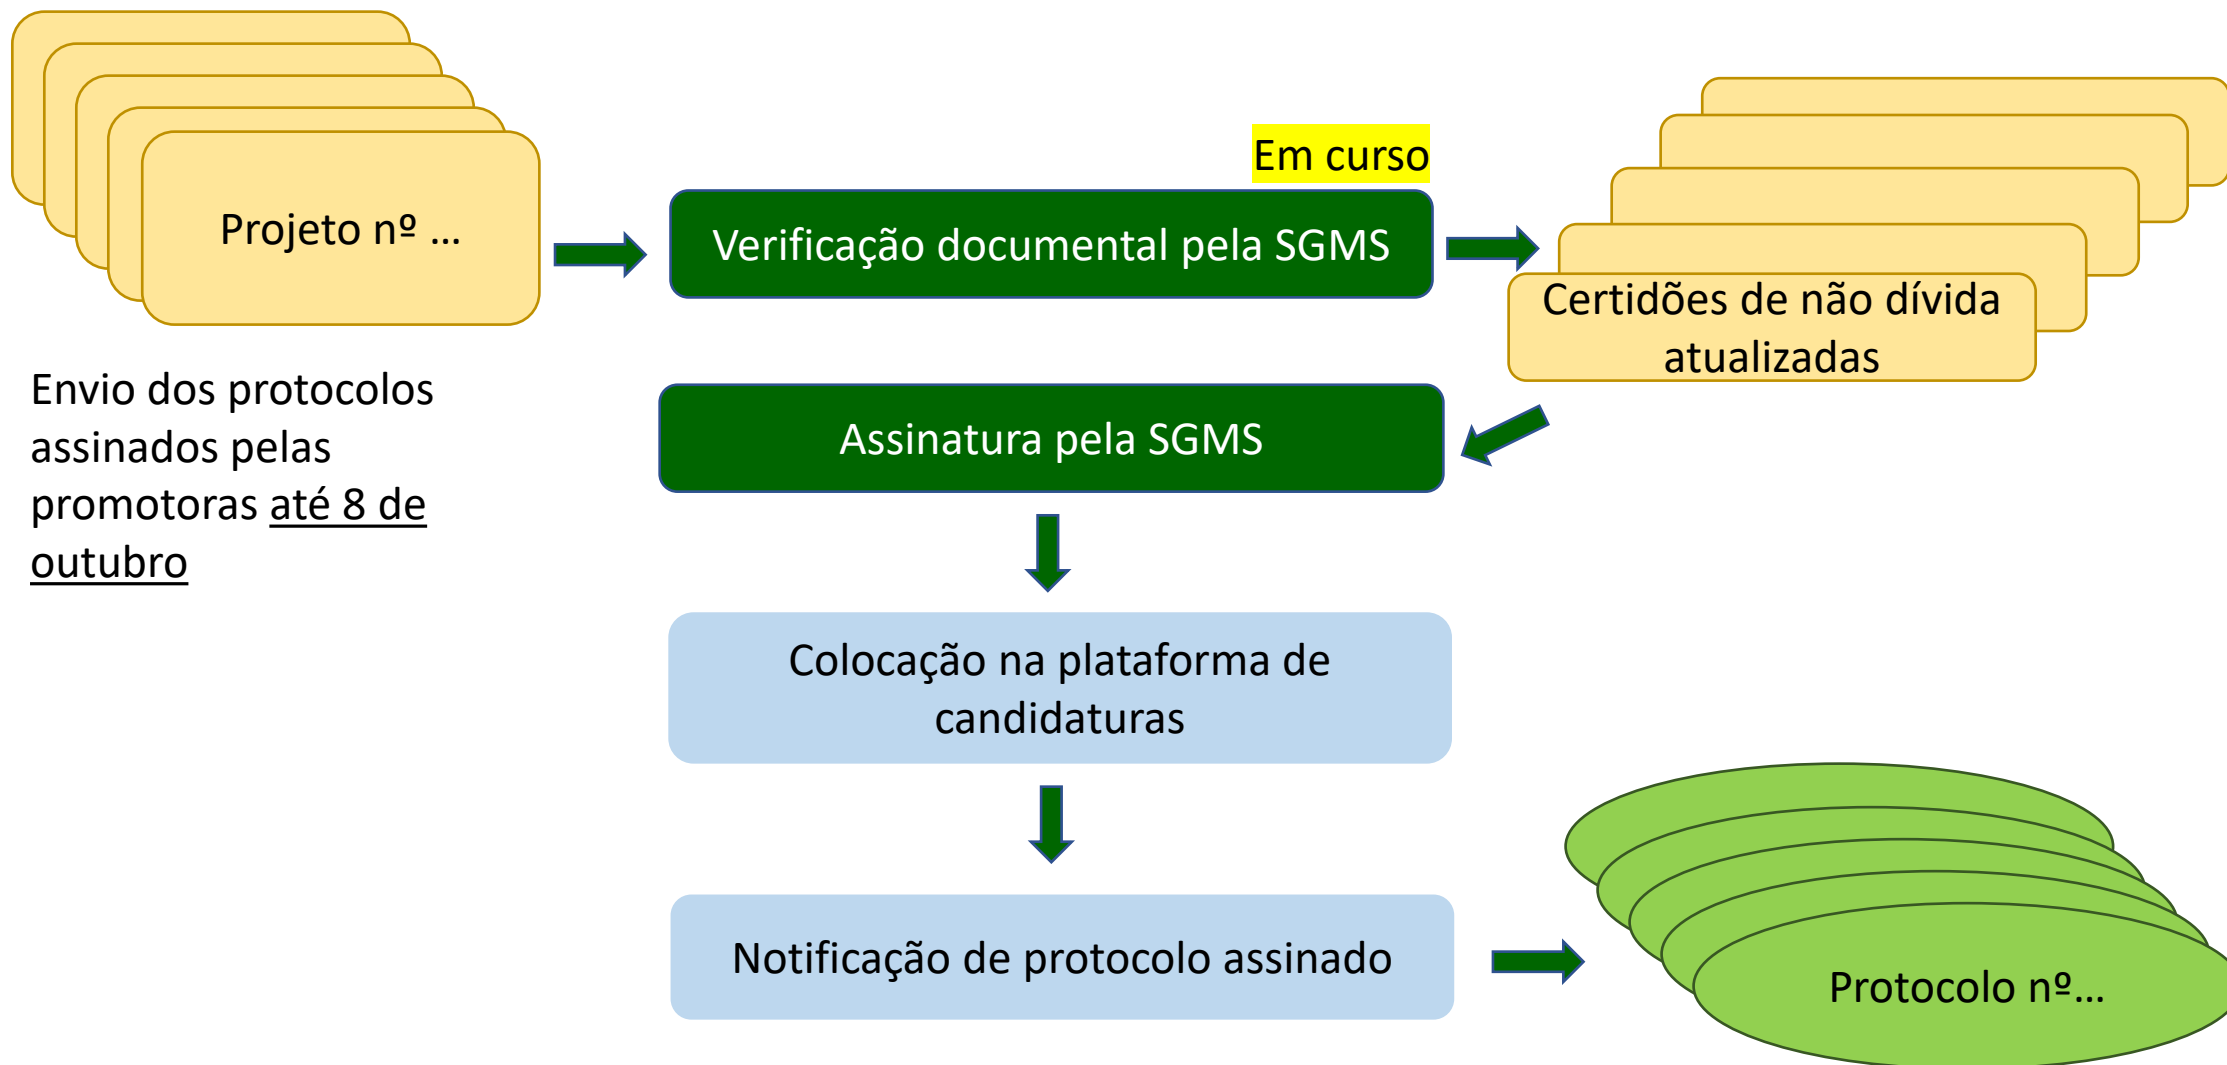 Projeto nº ...
Em curso
Verificação documental pela SGMS
Certidões de não dívida
atualizadas
Envio dos protocolos
assinados pelas
promotoras até 8 de
outubro
Assinatura pela SGMS
Colocação na plataforma de
candidaturas
Notificação de protocolo assinado
Protocolo nº...